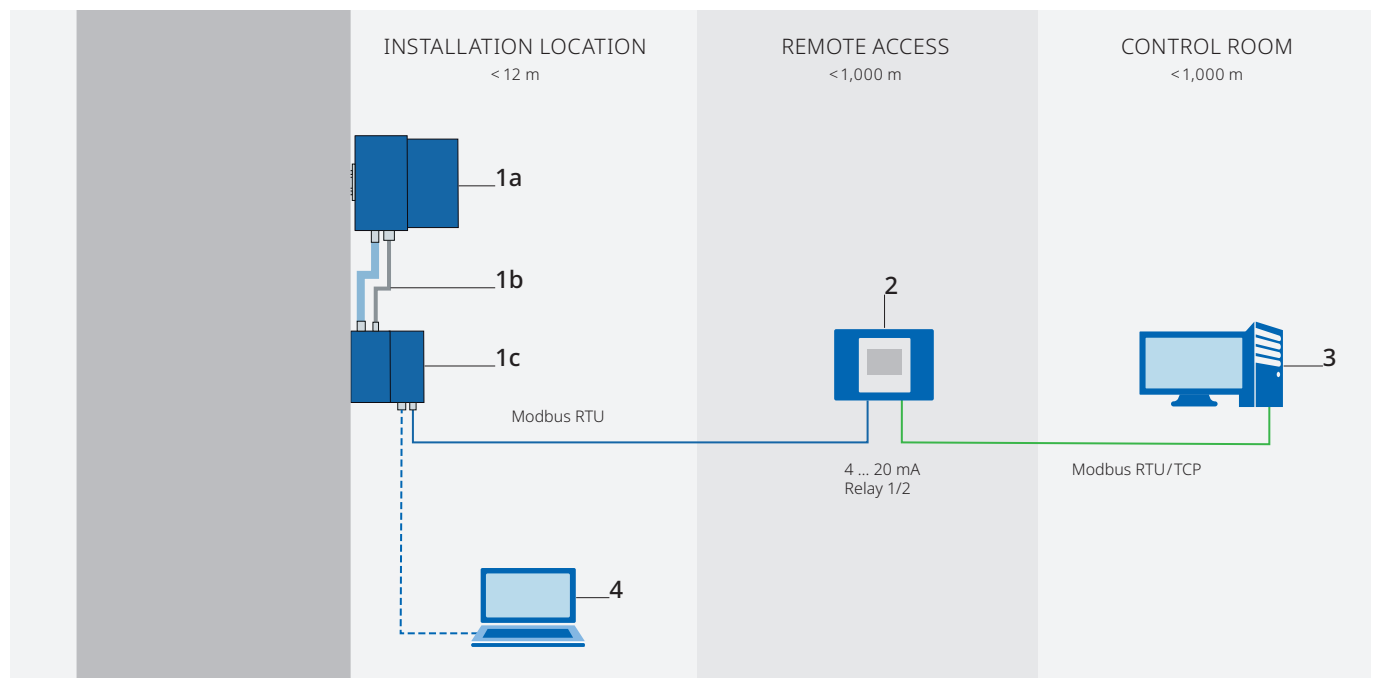 INSTALLATION LOCATION
< 12 m
REMOTE ACCESS
< 1,000 m
CONTROL ROOM
< 1,000 m
1a
1b
1c
2
3
Modbus RTU
4 ... 20 mA
Relay 1/2
Modbus RTU/TCP
4